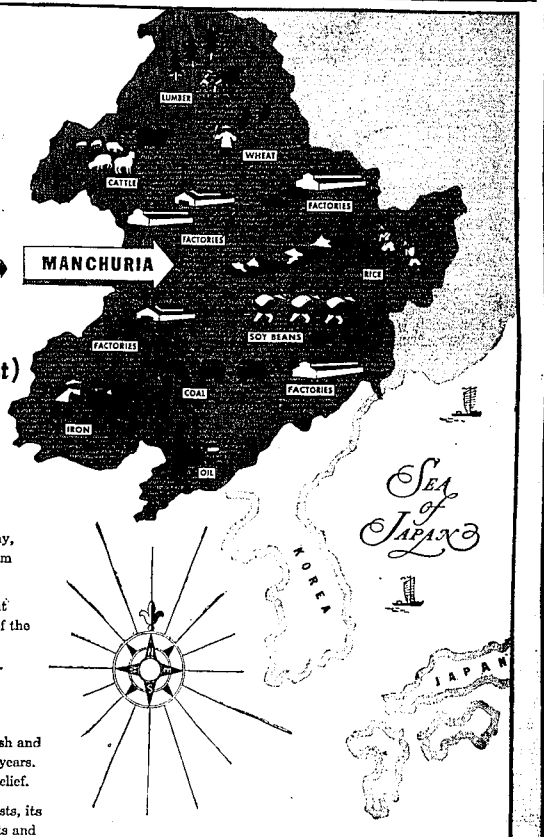 LUMBER
WHEAT
CATTLE
FACTORIES
FACTORIES
MANCHURIA
RICE
SOY BEANS
FACTORIES
t)
COAL
FACTORIES
IRON
OIL
SEA
of
JAPAN
KOREA
JAPAN
ny,
m
t
f the
sh and
years.
elief.
sts, its
ts and